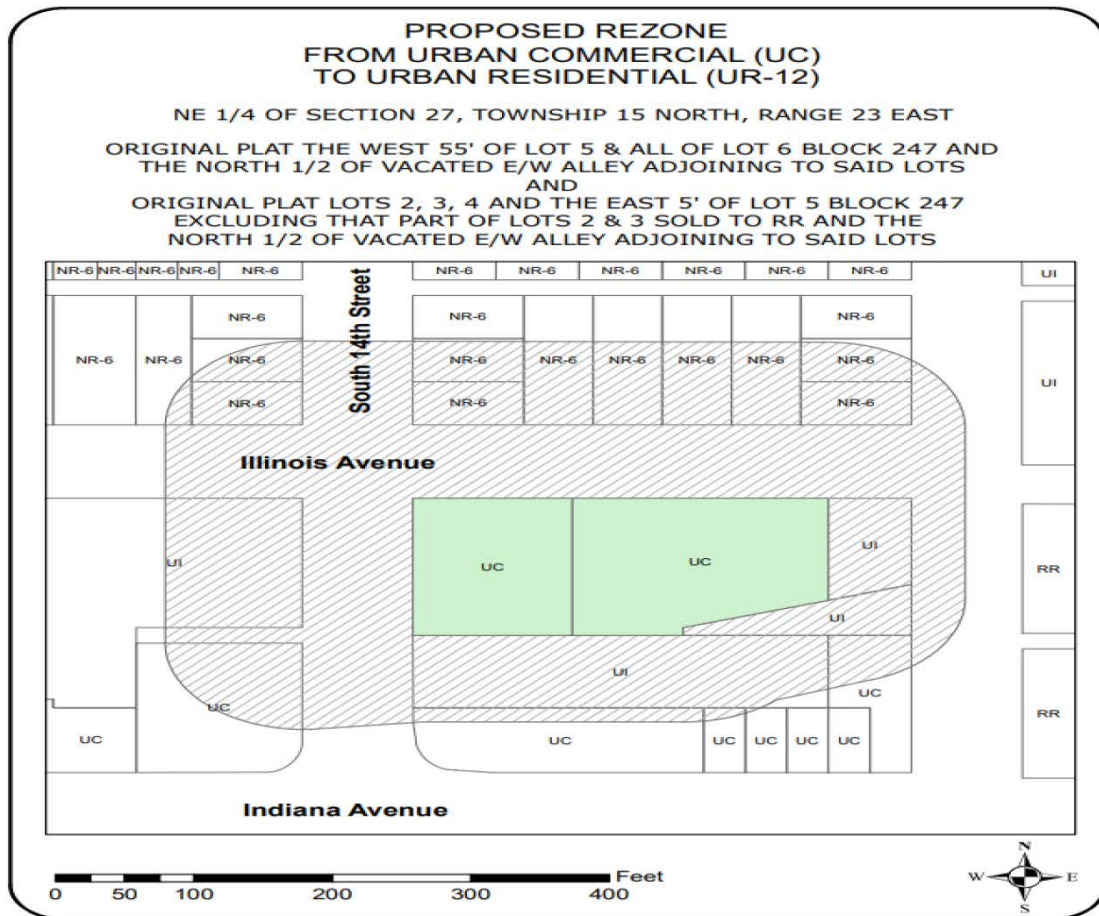 PROPOSED REZONE
FROM URBAN COMMERCIAL (UC)
TO URBAN RESIDENTIAL (UR-12)
NE 1/4 OF SECTION 27, TOWNSHIP 15 NORTH, RANGE 23 EAST
ORIGINAL PLAT THE WEST 55' OF LOT 5 & ALL OF LOT 6 BLOCK 247 AND
THE NORTH 1/2 OF VACATED E/W ALLEY ADJOINING TO SAID LOTS
AND
ORIGINAL PLAT LOTS 2, 3, 4 AND THE EAST 5' OF LOT 5 BLOCK 247
EXCLUDING THAT PART OF LOTS 2 & 3 SOLD TO RR AND THE
NORTH 1/2 OF VACATED E/W ALLEY ADJOINING TO SAID LOTS
NR-6 NR-6 NR-6 NR-6 NR-6 NR-6 NR-6 NR-6 NR-6 NR-6 NR-6 UI
South 14th Street
NR-6 NR-6 NR-6
NR-6 NR-6 NR-6 NR-6 NR-6 NR-6 NR-6 NR-6 NR-6
UI
NR-6 NR-6 NR-6
Illinois Avenue
UI
UI UC UC RR
UI
UI
UC UC
UC UC UC UC UC UC RR
Indiana Avenue
Feet
0 50 100 200 300 400
N
W E
S